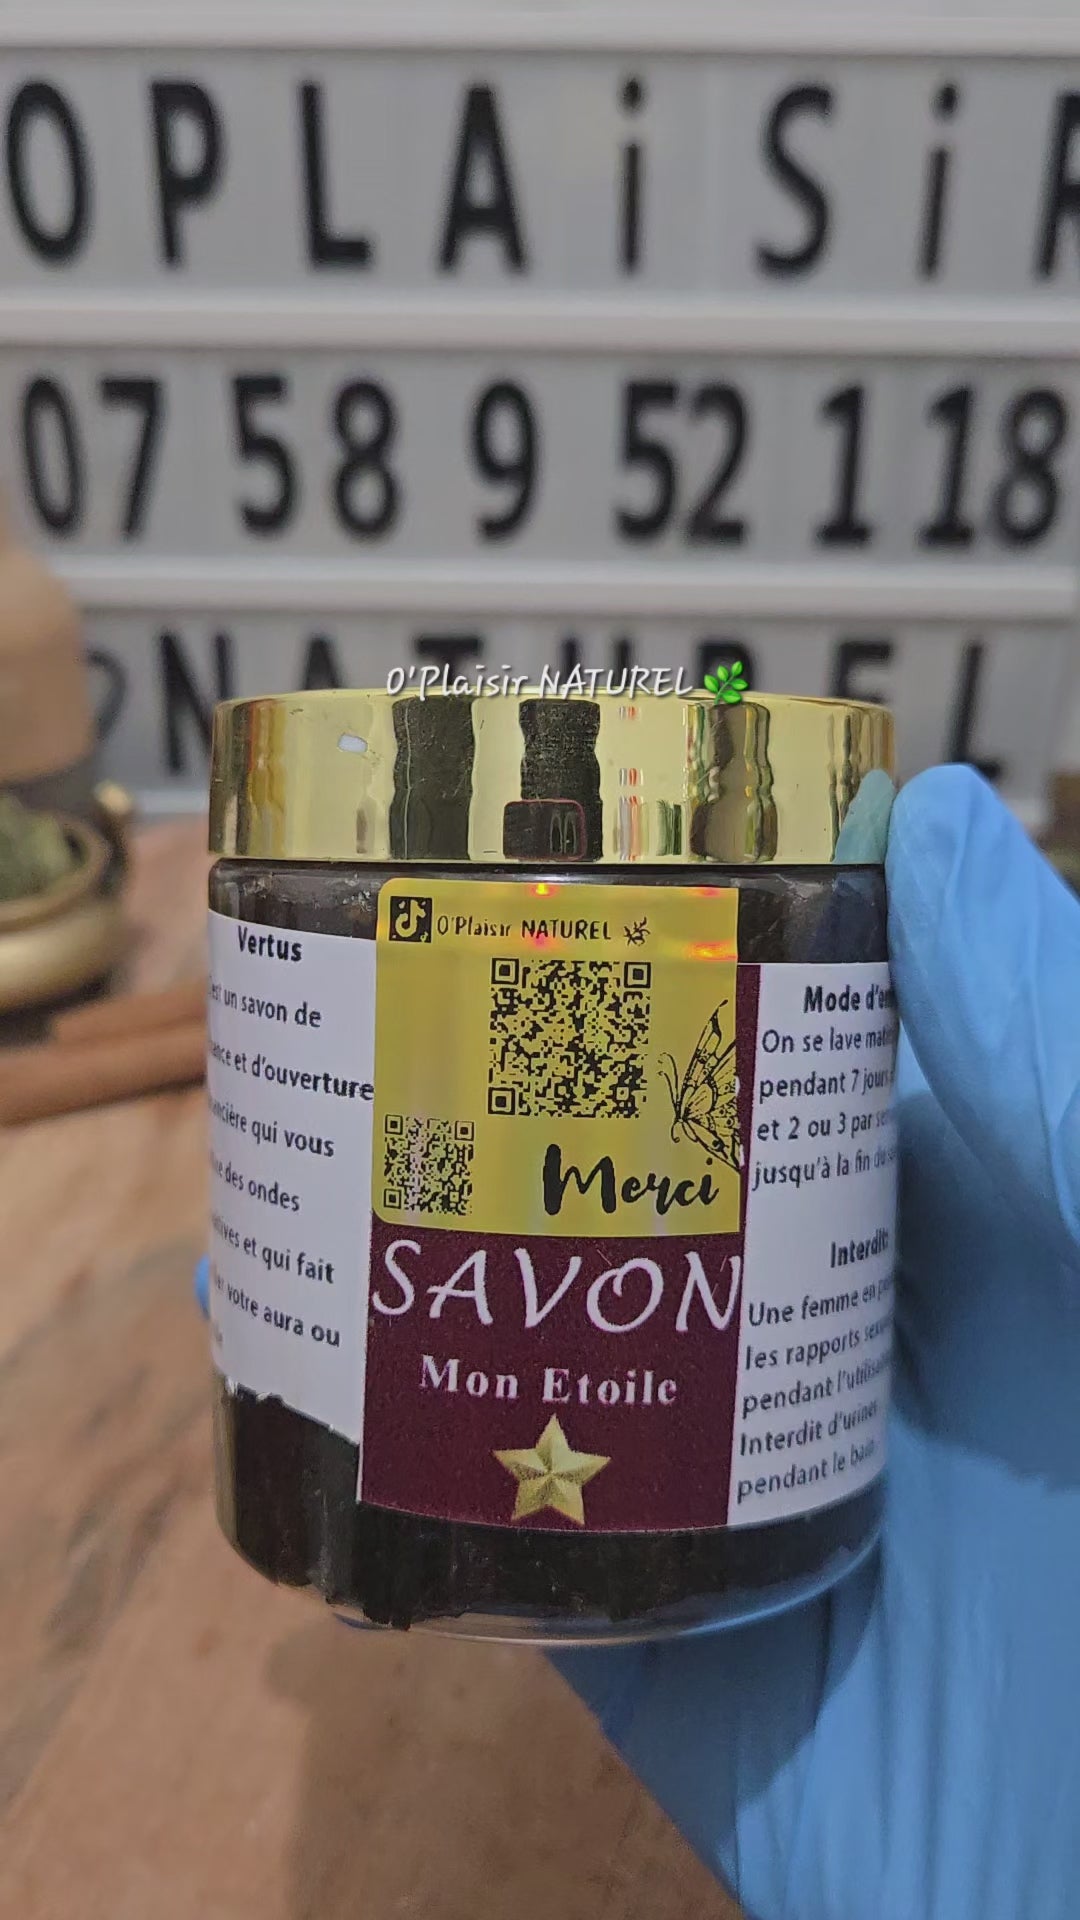 OPLAiSiR
07 58 9 52 1 18
NATUREL
O'Plaisir NATUREL
O'Plaisir NATUREL
Merci
Vertus
est un savon de
et d'ouverture
qui vous
des ondes
et qui fait
votre aura ou
SAVON
Mon Etoile
Mode
On se lave
pendant 7 jours
et 2 ou 3 par
jusqu'à la fin du
Interdit
Une femme en
les rapports
pendant
Interdit d'uriner
pendant le bain